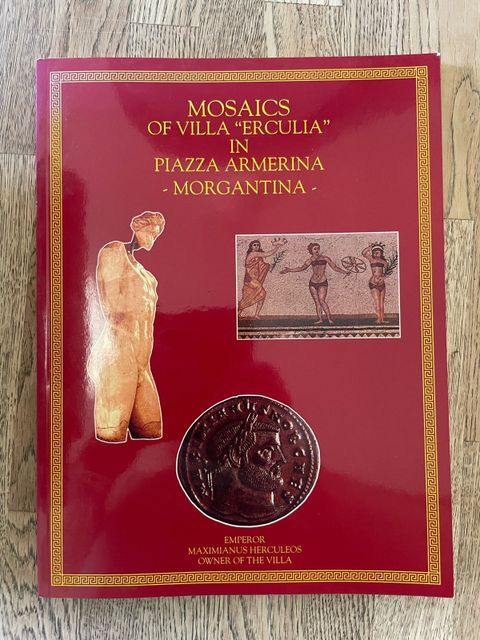 MOSAICS
OF VILLA "ERCULIA"
IN
PIAZZA ARMERINA
- MORGANTINA -
EMPEROR
MAXIMIANUS HERCULEOS
OWNER OF THE VILLA